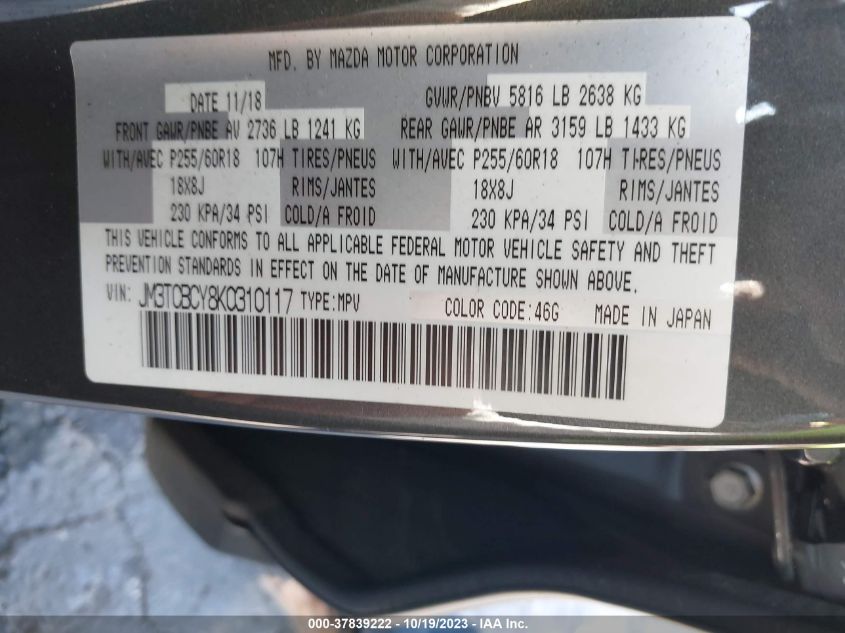 MFD. BY MAZDA MOTOR CORPORATION
DATE 11/18 GVWR/PNBV 5816 LB 2638 KG
FRONT GAWR/PNBE AV 2736 LB 1241 KG REAR GAWR/PNBE AR 3159 LB 1433 KG
WITH/AVEC P255/60R18 107H TIRES/PNEUS WITH/AVEC P255/60R18 107H TIRES/PNEUS
18X8J RIMS/JANTES 18X8J RIMS/JANTES
230 KPA/34 PSI COLD/A FROID 230 KPA/34 PSI COLD/A FROID
THIS VEHICLE CONFORMS TO ALL APPLICABLE FEDERAL MOTOR VEHICLE SAFETY AND THEFT
PREVENTION STANDARDS IN EFFECT ON THE DATE OF MANUFACTURE SHOWN ABOVE.
VIN: JM3TCBCY8K0310117 TYPE:MPV COLOR CODE:46G MADE IN JAPAN
000-37839222 - 10/19/2023 - IAA Inc.